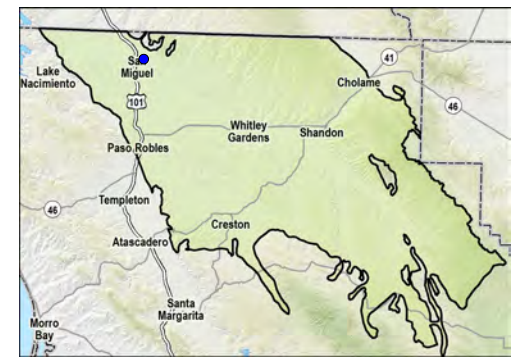 San
Miguel
Lake
Nacimiento
41
Cholame
101
46
Whitley
Gardens
Shandon
Paso Robles
Templeton
46
Creston
Atascadero
Santa
Margarita
Morro
Bay